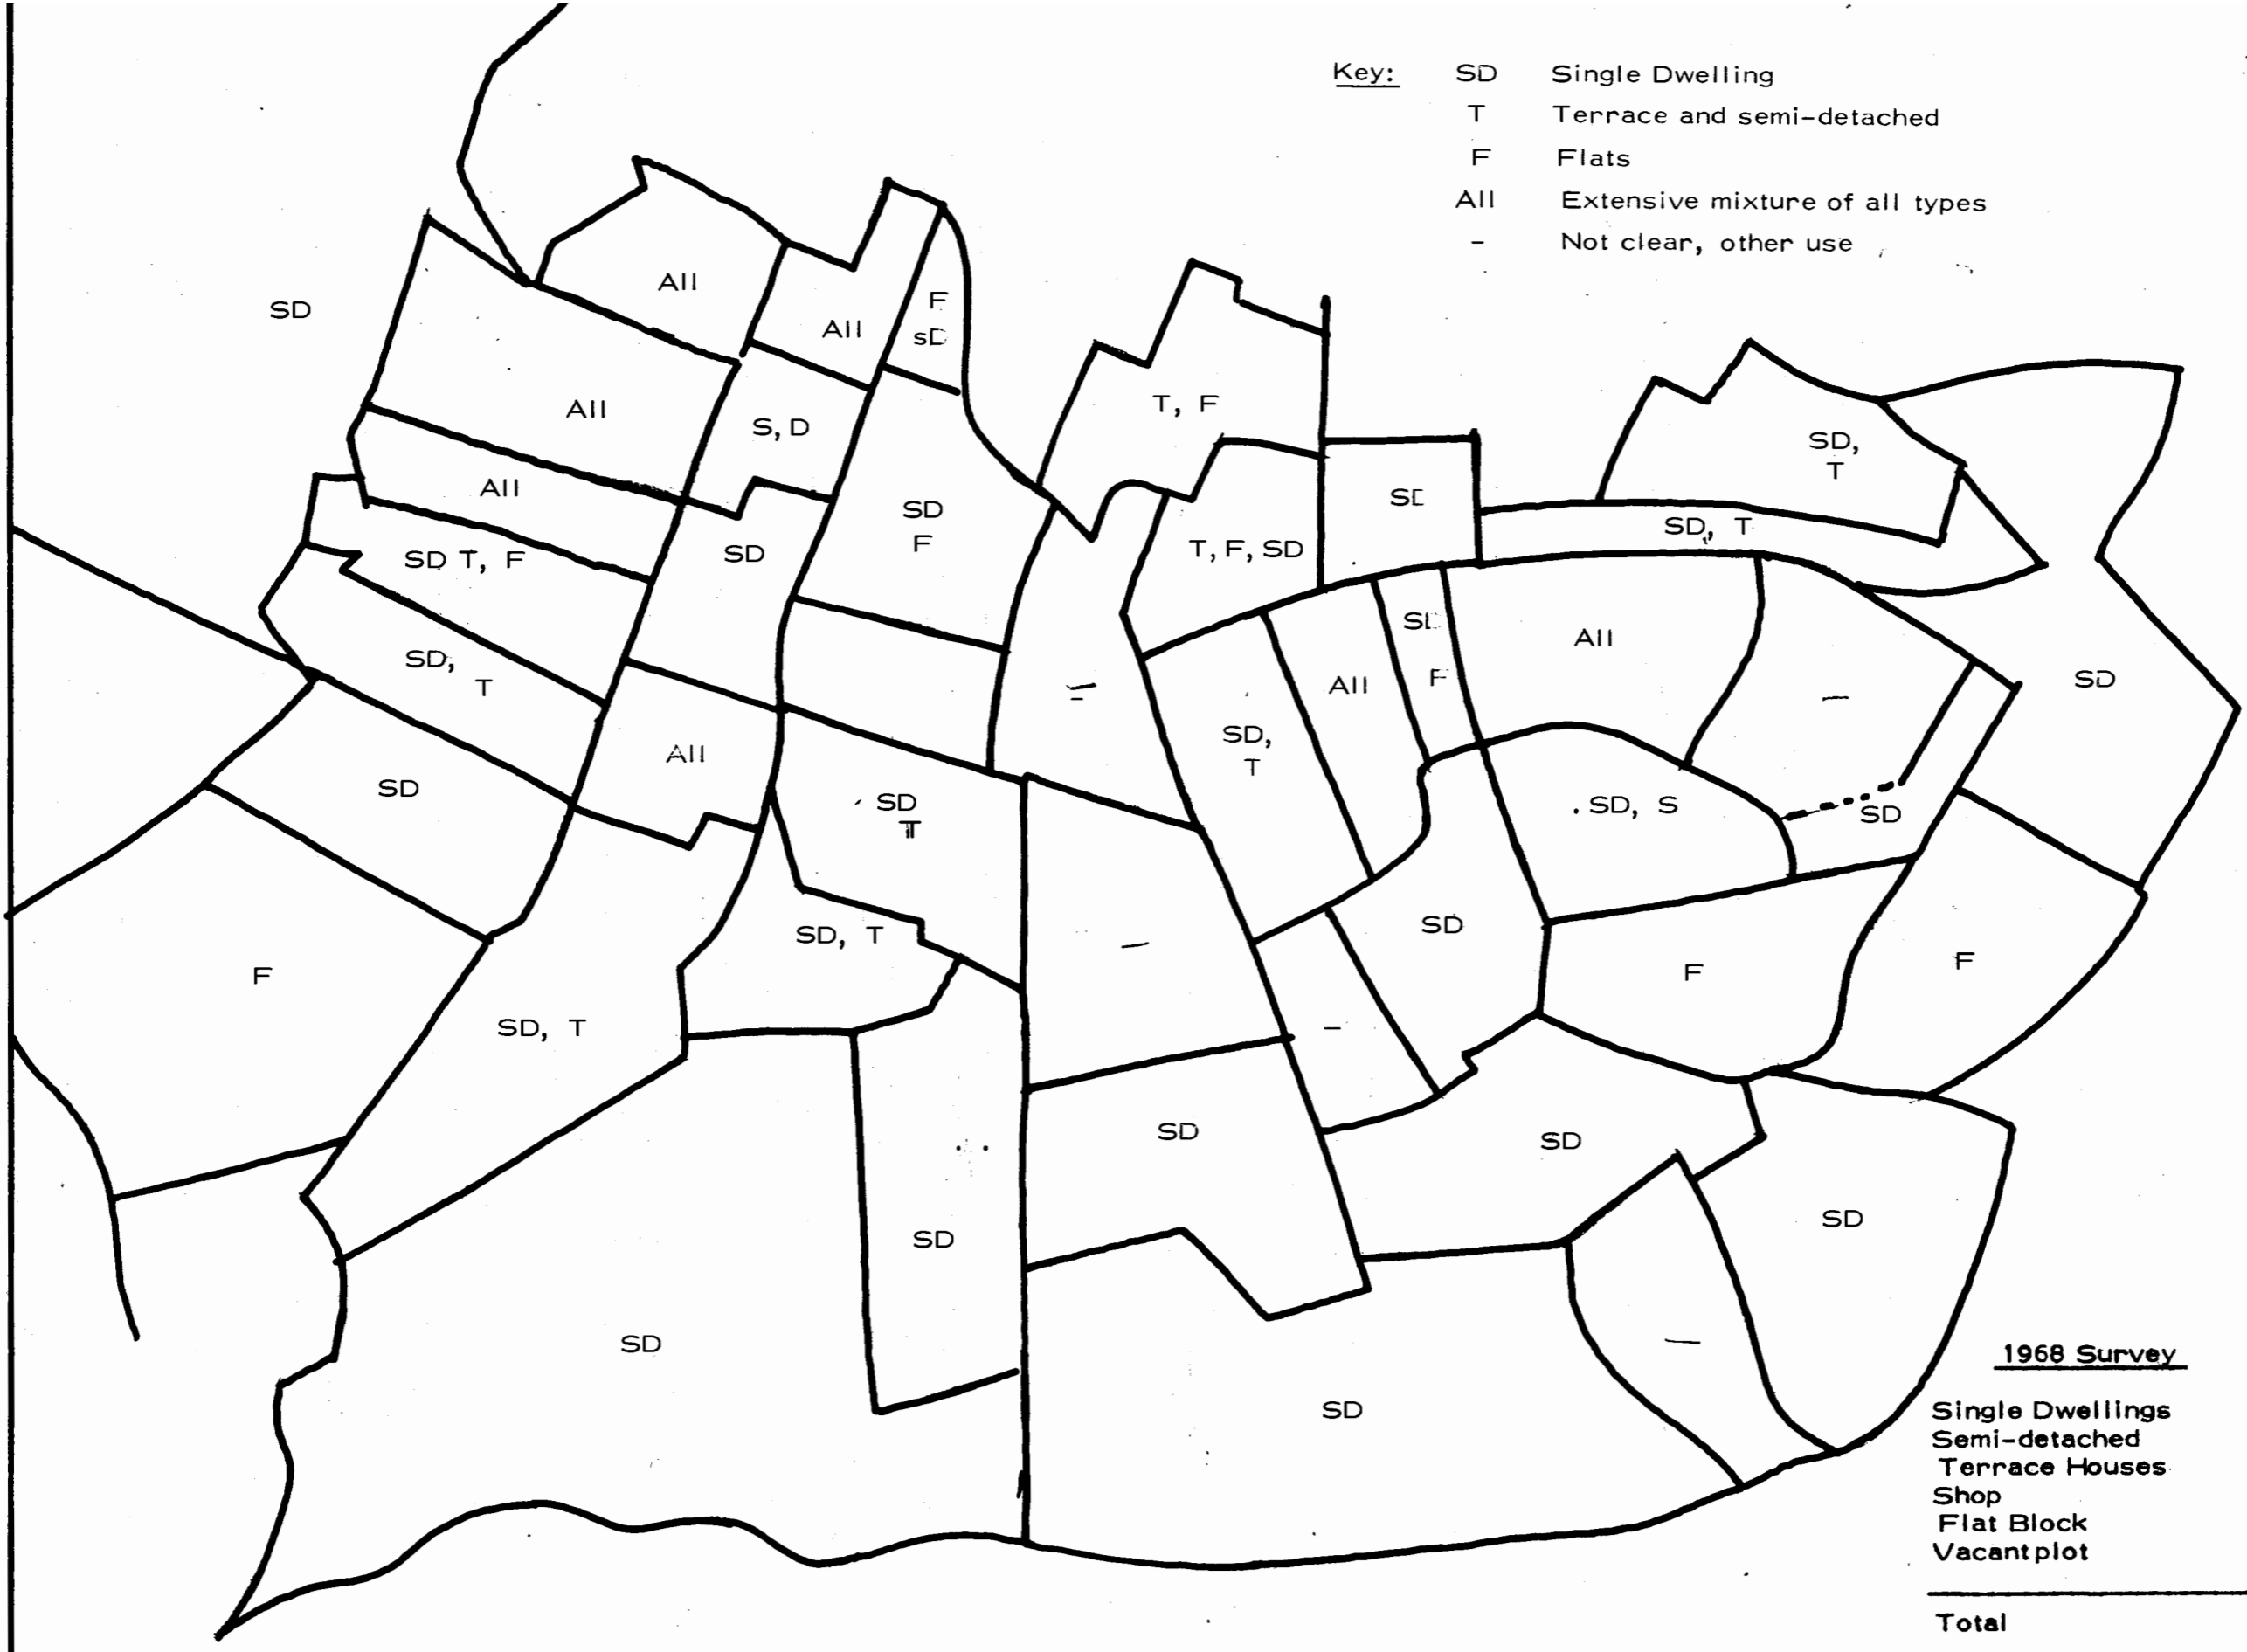 Key: SD Single Dwelling
T Terrace and semi-detached
F Flats
All Extensive mixture of all types
- Not clear, other use
All
SD
F
sD
All
T, F
All
S, D
SD,
T
All
SD
SD
F
SD, T
SD T, F
SD
T, F, SD
F
All
SD,
T
SD
-
All
-
SD,
T
All
SD
SD
T
SD, S
SD
SD, T
-
SD
F
F
F
SD, T
-
SD
SD
SD
SD
SD
-
SD
1968 Survey
Single Dwellings
Semi-detached
Terrace Houses
Shop
Flat Block
Vacant plot
Total